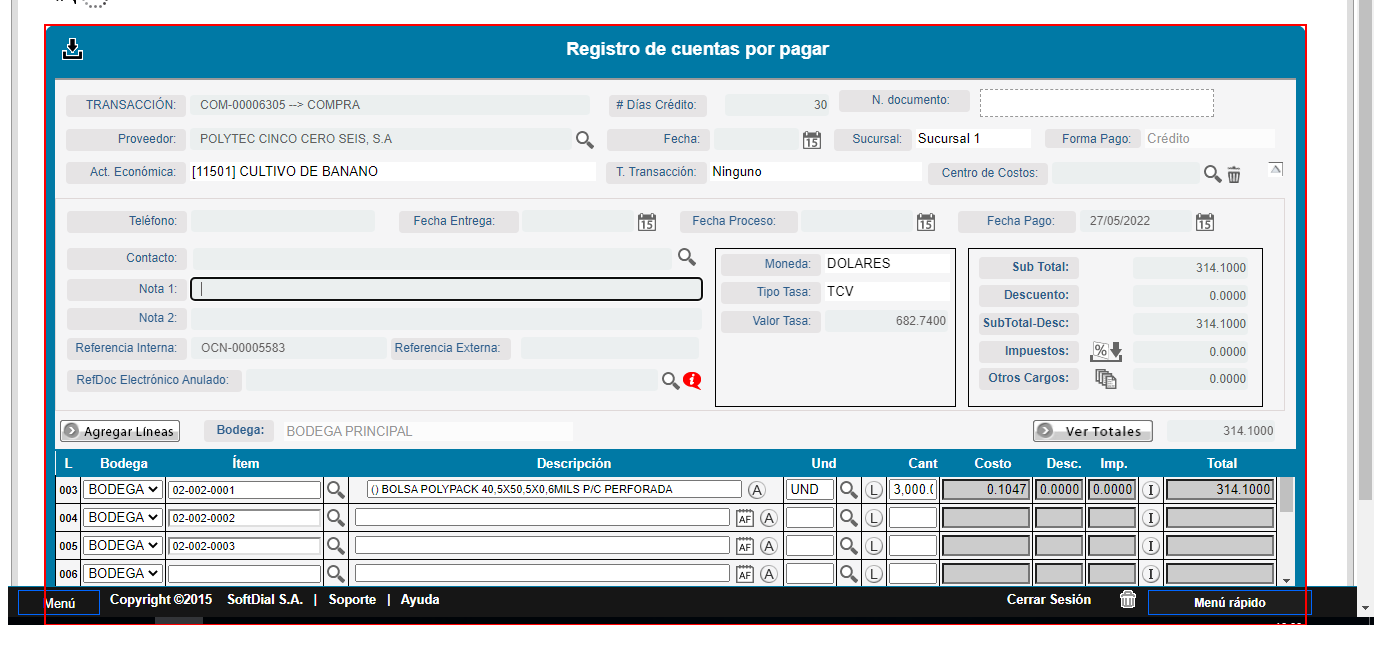 Registro de cuentas por pagar
TRANSACCIÓN: COM-00006305 --> COMPRA # Días Crédito: 30 N. documento:
Proveedor: POLYTEC CINCO CERO SEIS, S.A Fecha: 15 Sucursal: Sucursal 1 Forma Pago: Crédito
Act. Económica: [11501] CULTIVO DE BANANO T. Transacción: Ninguno Centro de Costos:
Teléfono: Fecha Entrega: 15 Fecha Proceso: 15 Fecha Pago: 27/05/2022 15
Contacto: Moneda: DOLARES Sub Total: 314.1000
Nota 1: Tipo Tasa: TCV Descuento: 0.0000
Nota 2: Valor Tasa: 682.7400 SubTotal-Desc: 314.1000
Referencia Interna: OCN-00005583 Referencia Externa: Impuestos: % 0.0000
RefDoc Electrónico Anulado: i Otros Cargos: 0.0000
Agregar Líneas Bodega: BODEGA PRINCIPAL Ver Totales 314.1000
L Bodega Ítem Descripción Und Cant Costo Desc. Imp. Total
003 BODEGA 02-002-0001 () BOLSA POLYPACK 40,5X50,5X0,6MILS P/C PERFORADA A UND L 3,000.( 0.1047 0.0000 0.0000 I 314.1000
004 BODEGA 02-002-0002 AF A L I
005 BODEGA 02-002-0003 AF A L I
006 BODEGA AF A L I
Menú Copyright ©2015 SoftDial S.A. | Soporte | Ayuda Cerrar Sesión Menú rápido